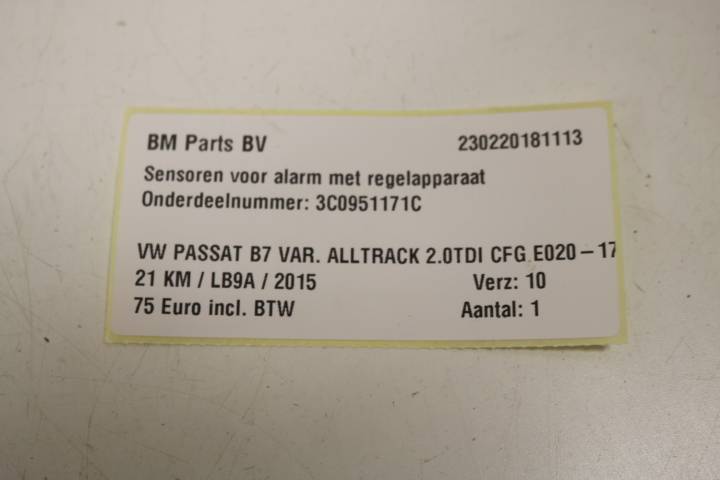 BM Parts BV 230220181113
Sensoren voor alarm met regelapparaat
Onderdeelnummer: 3C0951171C
VW PASSAT B7 VAR. ALLTRACK 2.0TDI CFG E020-17
21 KM / LB9A / 2015 Verz: 10
75 Euro incl. BTW Aantal: 1